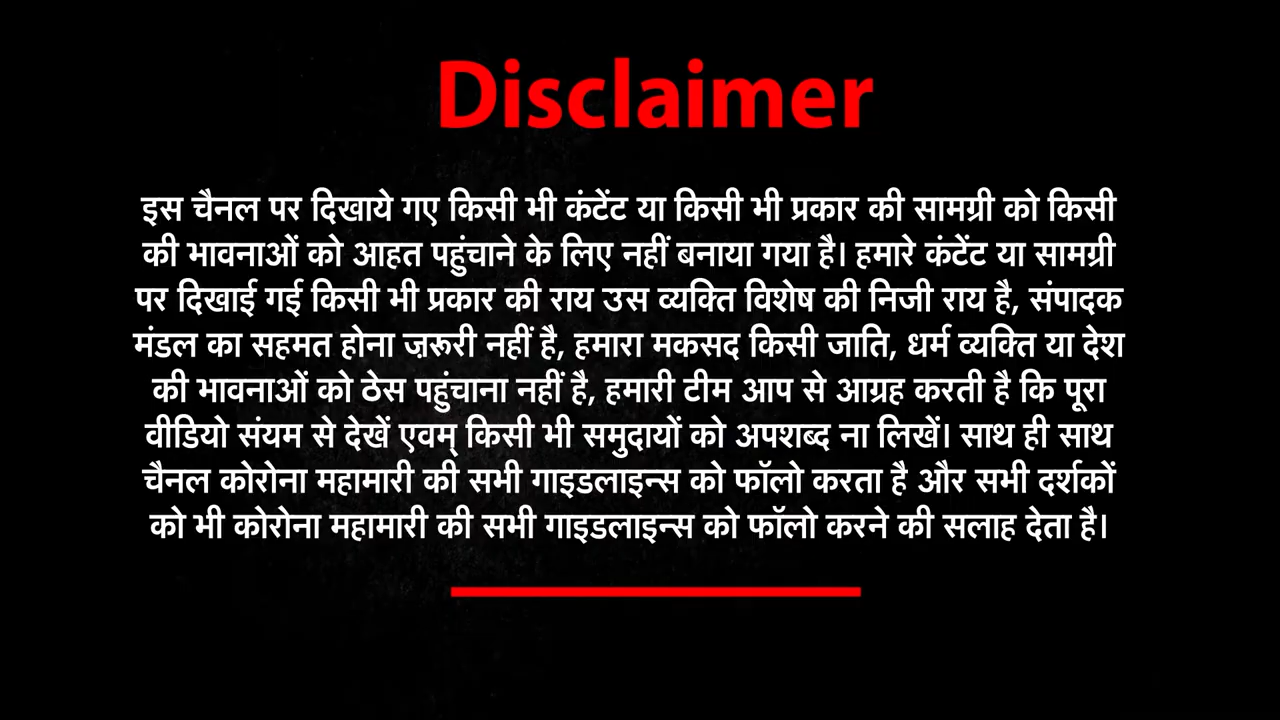 Disclaimer
इस चैनल पर दिखाये गए किसी भी कंटेंट या किसी भी प्रकार की सामग्री को किसी
की भावनाओं को आहत पहुंचाने के लिए नहीं बनाया गया है। हमारे कंटेंट या सामग्री
पर दिखाई गई किसी भी प्रकार की राय उस व्यक्ति विशेष की निजी राय है, संपादक
मंडल का सहमत होना ज़रूरी नहीं है, हमारा मकसद किसी जाति, धर्म व्यक्ति या देश
की भावनाओं को ठेस पहुंचाना नहीं है, हमारी टीम आप से आग्रह करती है कि पूरा
वीडियो संयम से देखें एवम् किसी भी समुदायों को अपशब्द ना लिखें। साथ ही साथ
चैनल कोरोना महामारी की सभी गाइडलाइन्स को फॉलो करता है और सभी दर्शकों
को भी कोरोना महामारी की सभी गाइडलाइन्स को फॉलो करने की सलाह देता है।